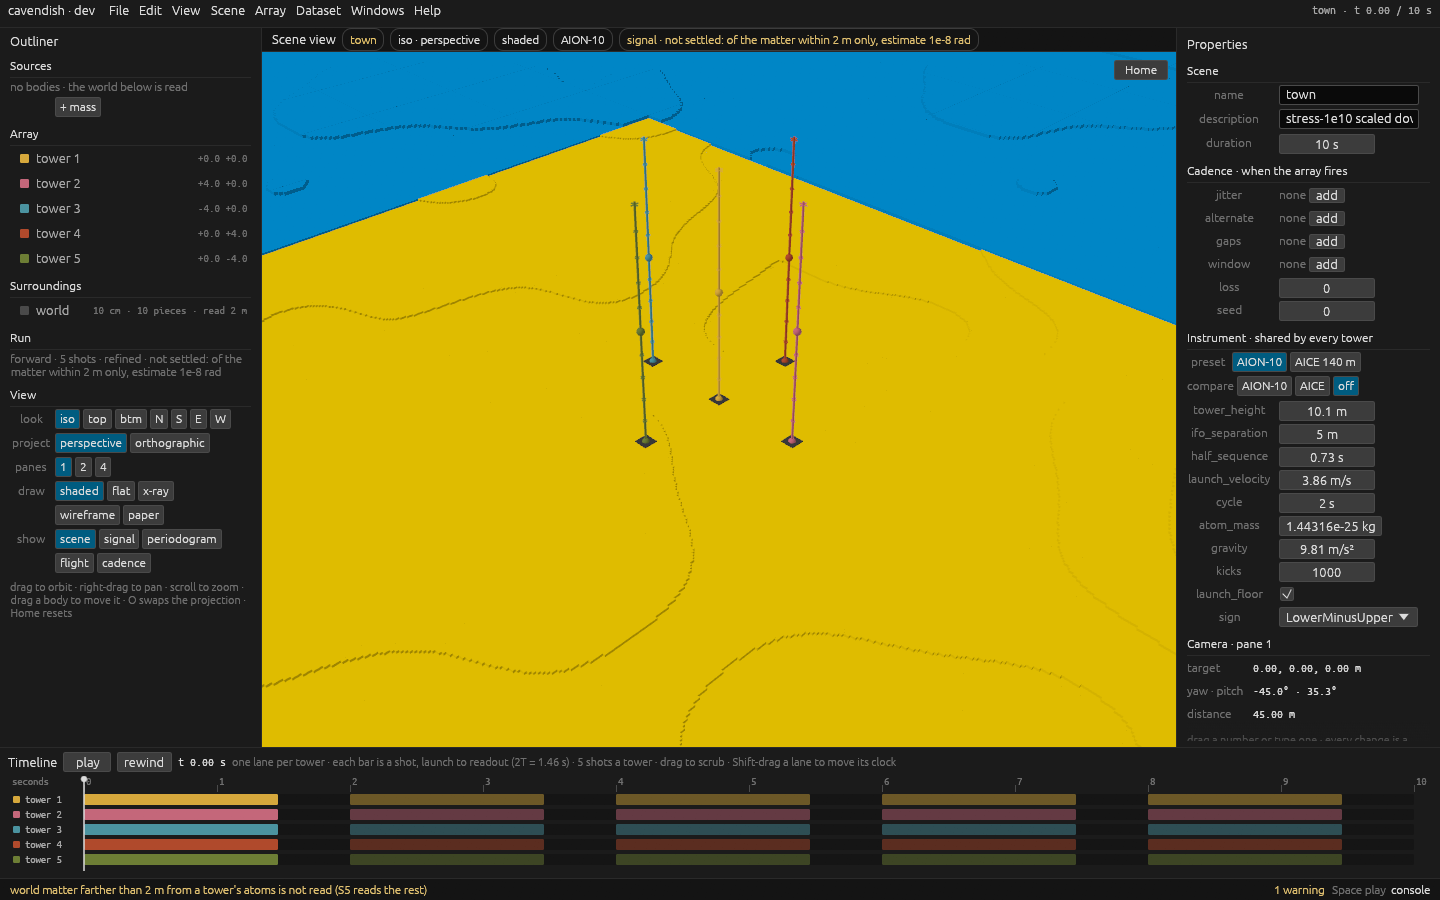 cavendish · dev File Edit View Scene Array Dataset Windows Help
town · t 0.00 / 10 s
Outliner
Sources
no bodies · the world below is read
+ mass
Array
tower 1 +0.0 +0.0
tower 2 +4.0 +0.0
tower 3 -4.0 +0.0
tower 4 +0.0 +4.0
tower 5 +0.0 -4.0
Surroundings
world 10 cm · 10 pieces · read 2 m
Run
forward · 5 shots · refined · not settled: of the
matter within 2 m only, estimate 1e-8 rad
View
look iso top btm N S E W
project perspective orthographic
panes 1 2 4
draw shaded flat x-ray
wireframe paper
show scene signal periodogram
flight cadence
drag to orbit · right-drag to pan · scroll to zoom ·
drag a body to move it · O swaps the projection ·
Home resets
Scene view town iso · perspective shaded AION-10 signal · not settled: of the matter within 2 m only, estimate 1e-8 rad
Home
Properties
Scene
name town
description stress-1e10 scaled dov
duration 10 s
Cadence · when the array fires
jitter none add
alternate none add
gaps none add
window none add
loss 0
seed 0
Instrument · shared by every tower
preset AION-10 AICE 140 m
compare AION-10 AICE off
tower_height 10.1 m
ifo_separation 5 m
half_sequence 0.73 s
launch_velocity 3.86 m/s
cycle 2 s
atom_mass 1.44316e-25 kg
gravity 9.81 m/s²
kicks 1000
launch_floor
sign LowerMinusUpper
Camera · pane 1
target 0.00, 0.00, 0.00 m
yaw · pitch -45.0° · 35.3°
distance 45.00 m
drag a number or type one · every change is a
Timeline play rewind t 0.00 s one lane per tower · each bar is a shot, launch to readout (2T = 1.46 s) · 5 shots a tower · drag to scrub · Shift-drag a lane to move its clock
seconds 0 1 2 3 4 5 6 7 8 9 10
tower 1
tower 2
tower 3
tower 4
tower 5
world matter farther than 2 m from a tower's atoms is not read (S5 reads the rest)
1 warning Space play console